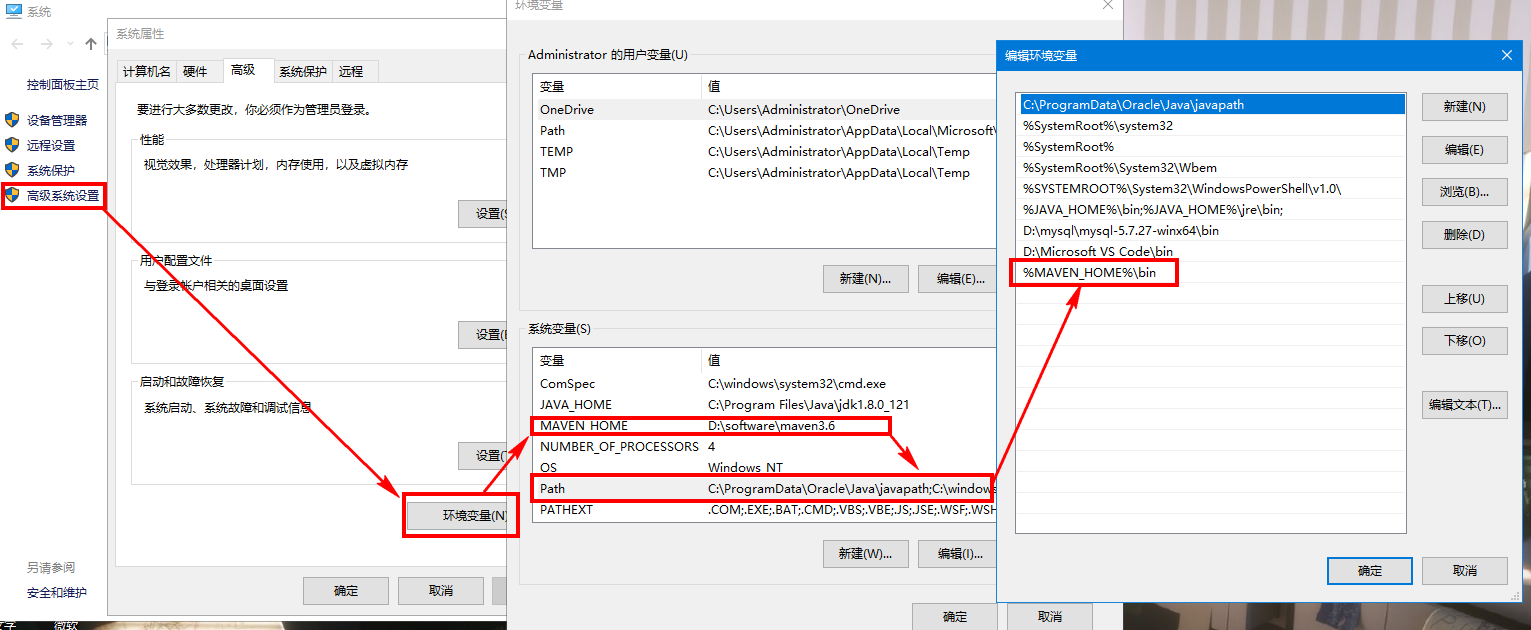 系统
控制面板主页
设备管理器
远程设置
系统保护
高级系统设置
另请参阅
安全和维护
系统属性
计算机名
硬件
高级
系统保护
远程
要进行大多数更改，你必须作为管理员登录。
性能
视觉效果，处理器计划，内存使用，以及虚拟内存
设置(S
用户配置文件
与登录帐户相关的桌面设置
设置(E
启动和故障恢复
系统启动、系统故障和调试信息
设置(T
环境变量(N)
确定
取消
环境变量
Administrator 的用户变量(U)
变量 值
OneDrive C:\Users\Administrator\OneDrive
Path C:\Users\Administrator\AppData\Local\Microsoft\
TEMP C:\Users\Administrator\AppData\Local\Temp
TMP C:\Users\Administrator\AppData\Local\Temp
新建(N)...
编辑(E)...
系统变量(S)
变量 值
ComSpec C:\windows\system32\cmd.exe
JAVA_HOME C:\Program Files\Java\jdk1.8.0_121
MAVEN_HOME D:\software\maven3.6
NUMBER_OF_PROCESSORS 4
OS Windows_NT
Path C:\ProgramData\Oracle\Java\javapath;C:\windows
PATHEXT .COM;.EXE;.BAT;.CMD;.VBS;.VBE;.JS;.JSE;.WSF;.WSH
新建(W)...
编辑(I)...
确定
取消
编辑环境变量
C:\ProgramData\Oracle\Java\javapath
%SystemRoot%\system32
%SystemRoot%
%SystemRoot%\System32\Wbem
%SYSTEMROOT%\System32\WindowsPowerShell\v1.0\
%JAVA_HOME%\bin;%JAVA_HOME%\jre\bin;
D:\mysql\mysql-5.7.27-winx64\bin
D:\Microsoft VS Code\bin
%MAVEN_HOME%\bin
新建(N)
编辑(E)
浏览(B)...
删除(D)
上移(U)
下移(O)
编辑文本(T)...
确定
取消